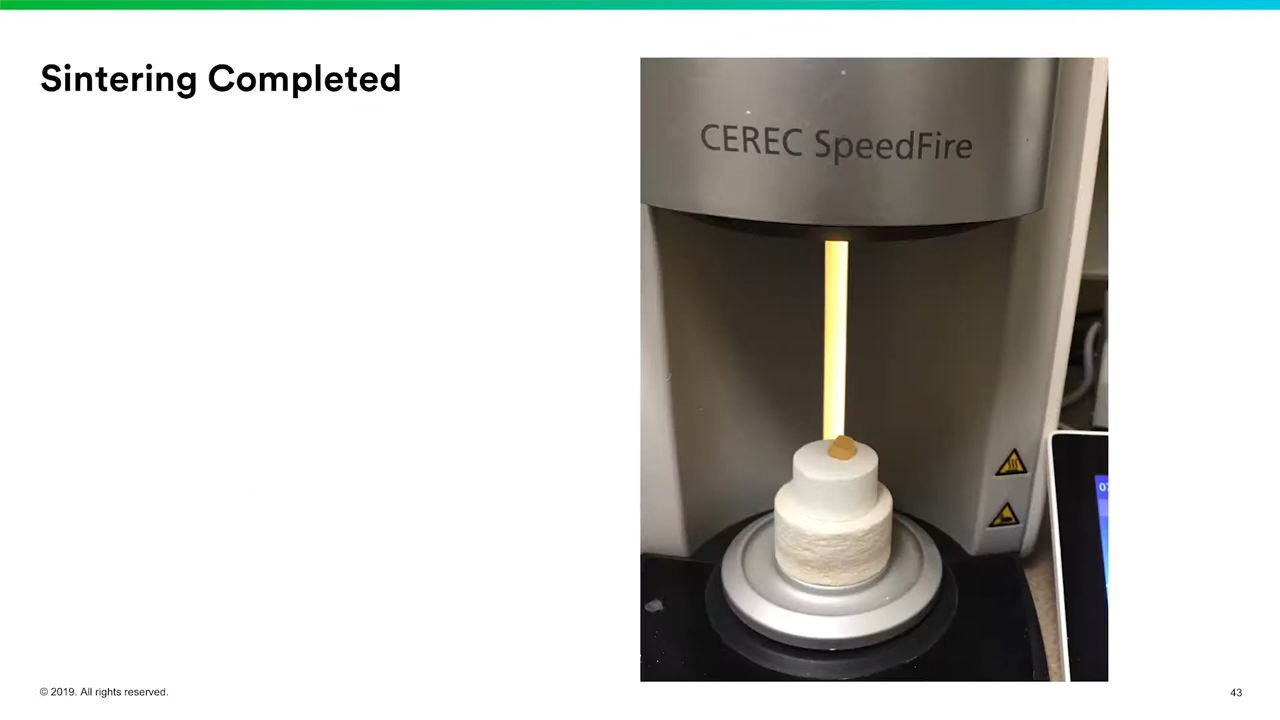 Sintering Completed
CEREC SpeedFire
© 2019. All rights reserved.
43